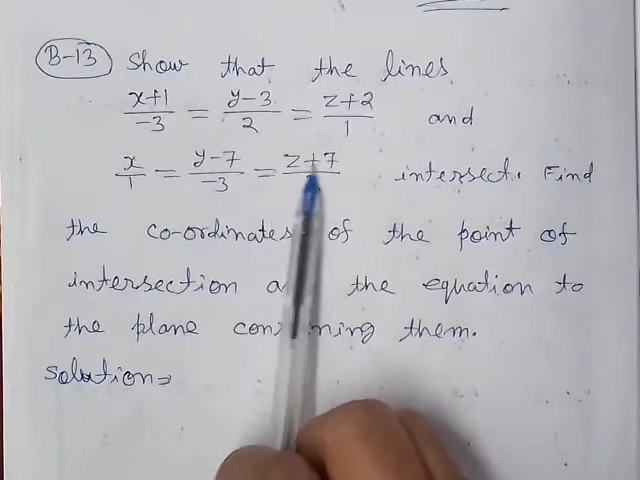 B-13 Show that the lines
x+1/-3 = y-3/2 = z+2/1 and
x/1 = y-7/-3 = z+7/ intersect. Find
the co-ordinates of the point of
intersection the equation to
the plane them.
Solution=